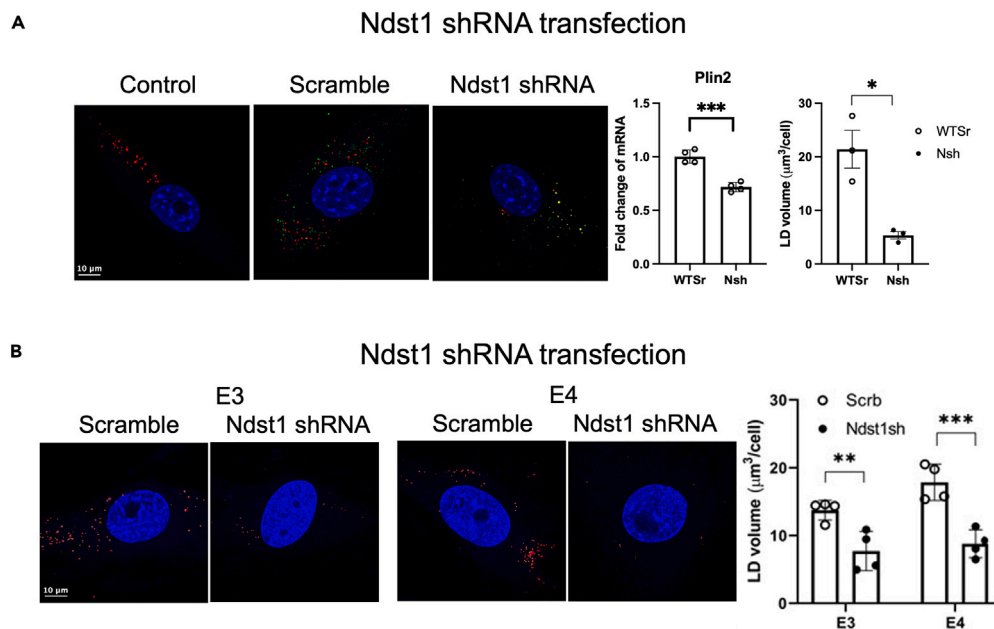 A
Ndst1 shRNA transfection
Control
Scramble
Ndst1 shRNA
10 µm
Plin2
Fold change of mRNA
1.5
1.0
0.5
0.0
***
WTSr
Nsh
LD volume (µm³/cell)
30
20
10
0
*
WTSr
Nsh
WTSr
Nsh
B
Ndst1 shRNA transfection
E3
E4
Scramble
Ndst1 shRNA
Scramble
Ndst1 shRNA
10 µm
LD volume (µm³/cell)
30
20
10
0
Scrb
Ndst1sh
**
***
E3
E4